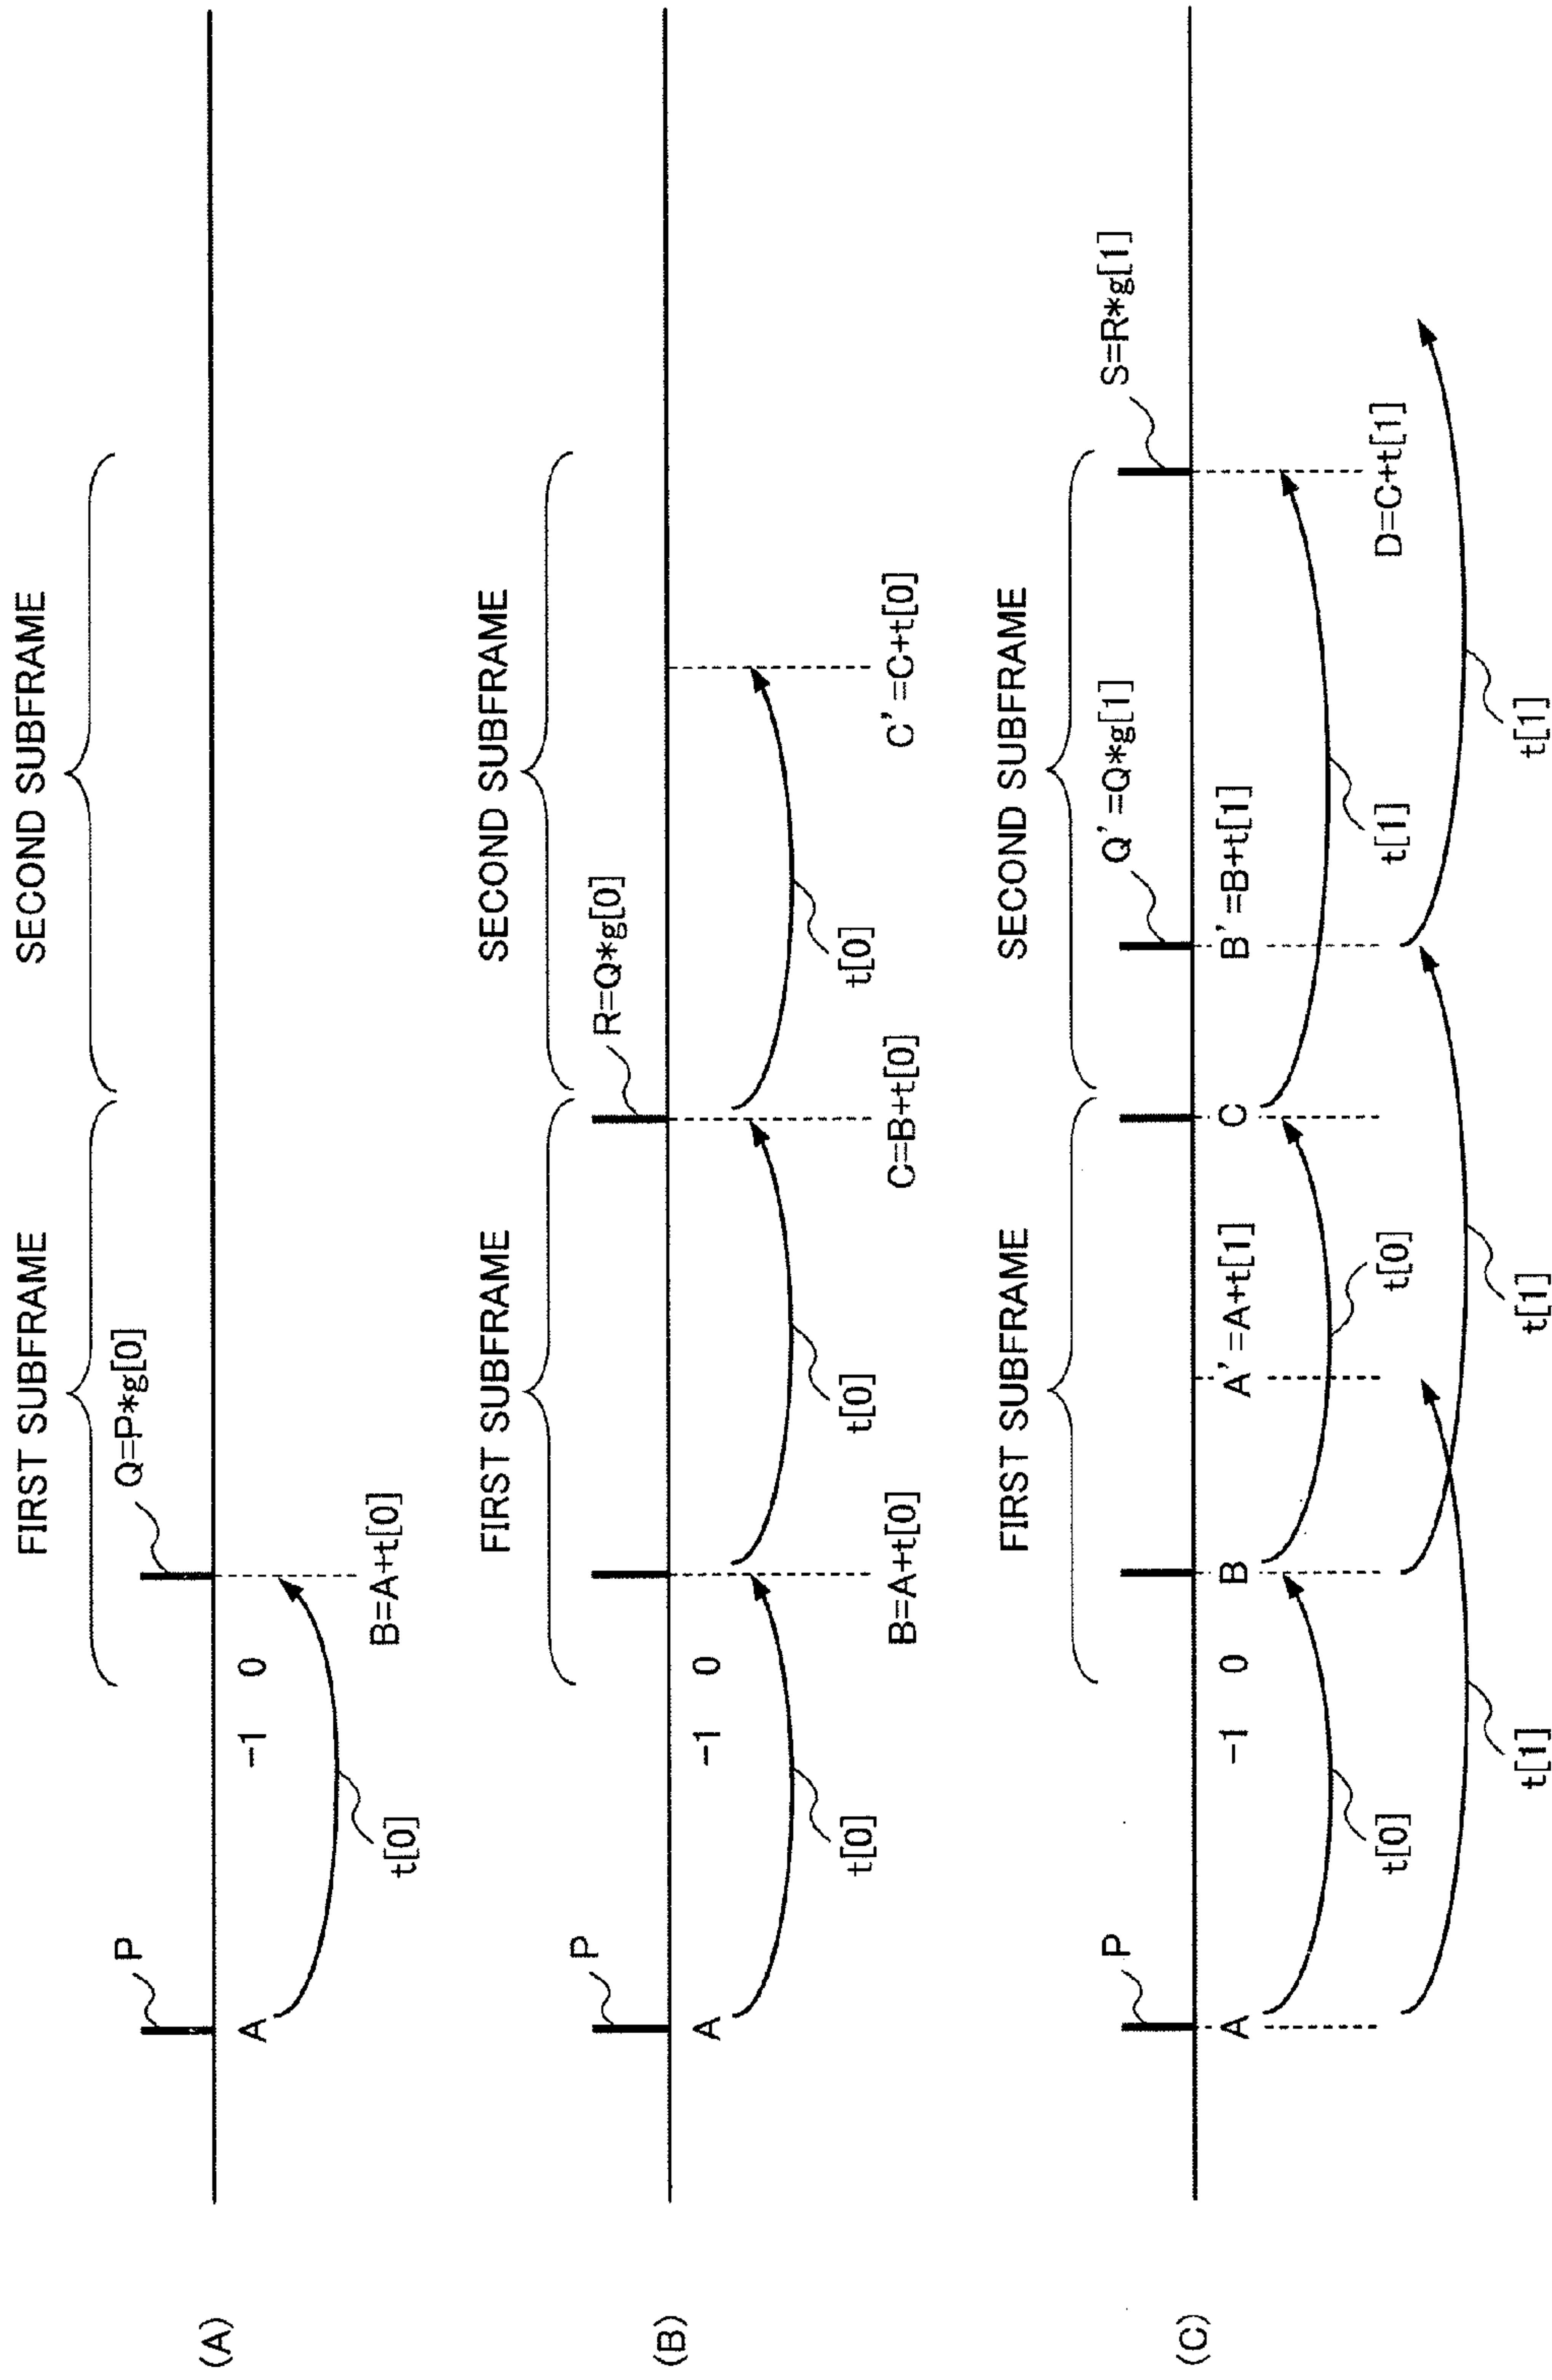 (A)
FIRST SUBFRAME
SECOND SUBFRAME
P
Q=P*g[0]
A
-1
0
t[0]
B=A+t[0]
(B)
FIRST SUBFRAME
SECOND SUBFRAME
P
R=Q*g[0]
A
-1
0
t[0]
t[0]
t[0]
B=A+t[0]
C=B+t[0]
C'=C+t[0]
(C)
FIRST SUBFRAME
SECOND SUBFRAME
P
Q'=Q*g[1]
S=R*g[1]
A
-1
0
B
A'=A+t[1]
C
B'=B+t[1]
t[0]
t[0]
t[1]
D=C+t[1]
t[1]
t[1]
t[1]